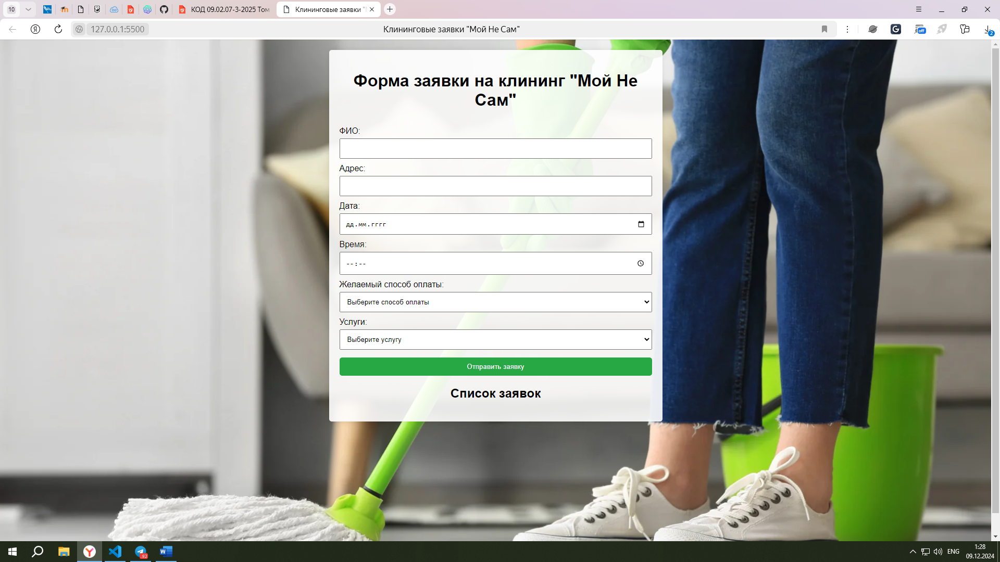 10
КОД 09.02.07-3-2025 Том
Клининговые заявки "
127.0.0.1:5500
Клининговые заявки "Мой Не Сам"
off
2
Форма заявки на клининг "Мой Не
Сам"
ФИО:
Адрес:
Дата:
дд.мм.гггг
Время:
--:--
Желаемый способ оплаты:
Выберите способ оплаты
Услуги:
Выберите услугу
Отправить заявку
Список заявок
..92
ENG
1:28
09.12.2024